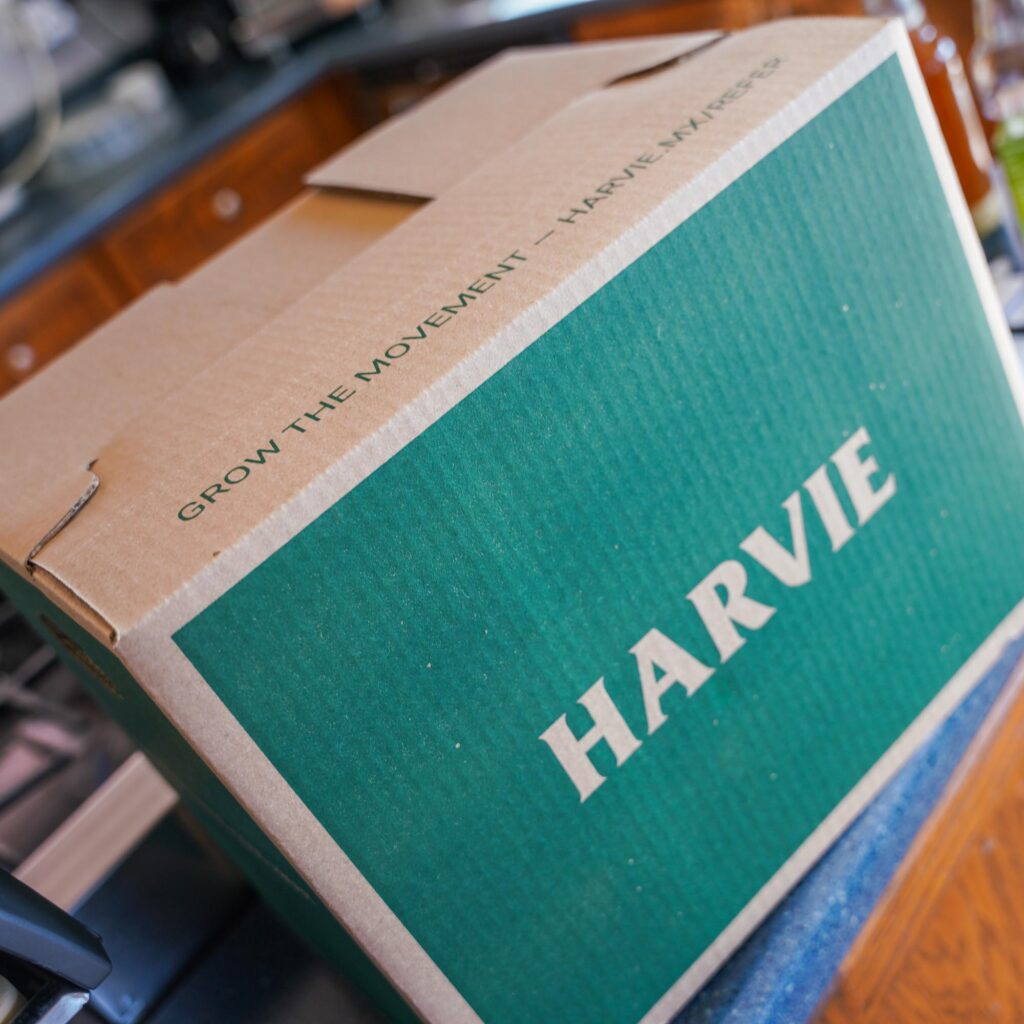 GROW THE MOVEMENT – HARVIE.MX/REFER
HARVIE